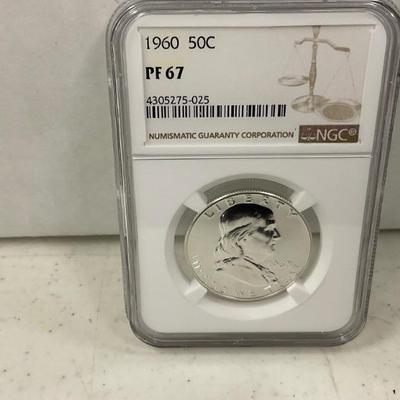 1960 50C
PF 67
4305275-025
NUMISMATIC GUARANTY CORPORATION
NGC®
LIBERTY